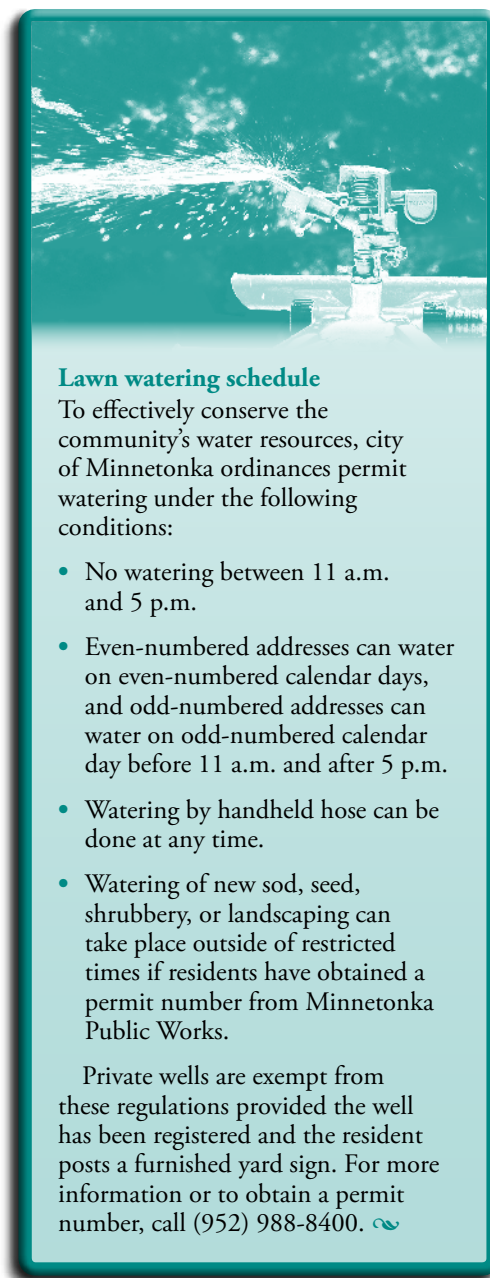 Lawn watering schedule
To effectively conserve the
community's water resources, city
of Minnetonka ordinances permit
watering under the following
conditions:
• No watering between 11 a.m.
and 5 p.m.
• Even-numbered addresses can water
on even-numbered calendar days,
and odd-numbered addresses can
water on odd-numbered calendar
day before 11 a.m. and after 5 p.m.
• Watering by handheld hose can be
done at any time.
• Watering of new sod, seed,
shrubbery, or landscaping can
take place outside of restricted
times if residents have obtained a
permit number from Minnetonka
Public Works.
Private wells are exempt from
these regulations provided the well
has been registered and the resident
posts a furnished yard sign. For more
information or to obtain a permit
number, call (952) 988-8400.